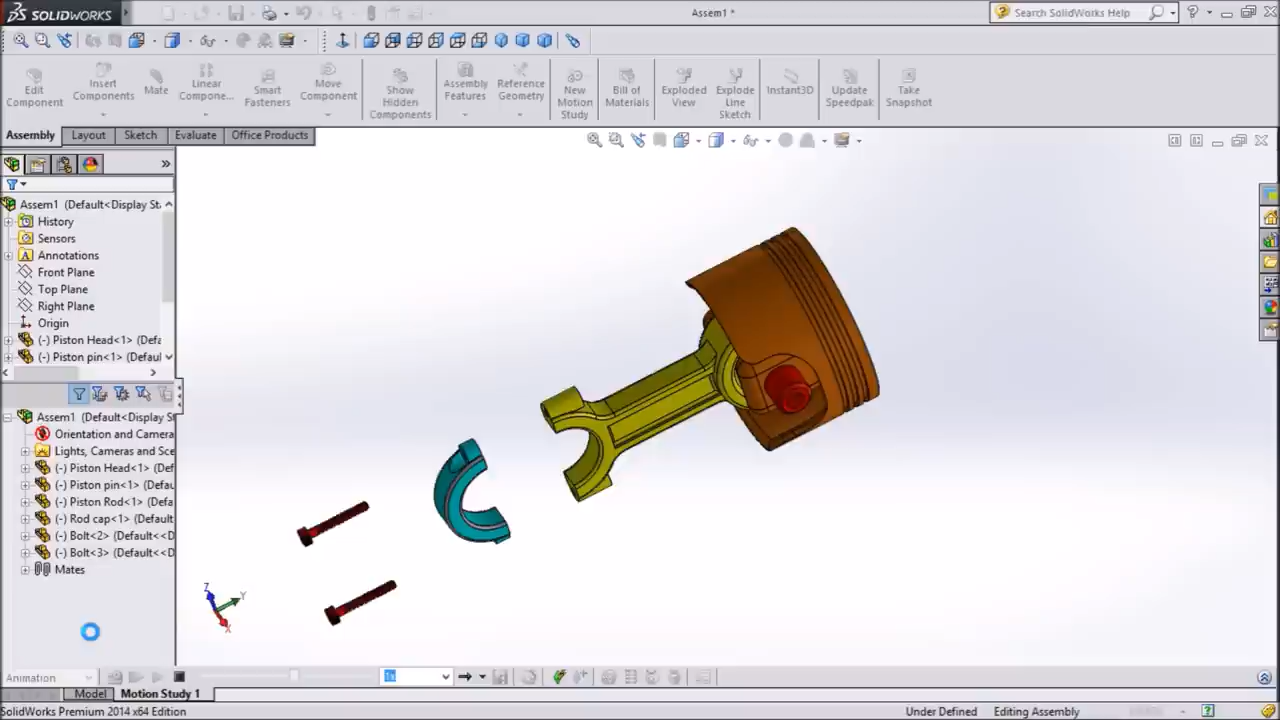 SOLIDWORKS
Assem1 *
Search SolidWorks Help
Edit Component
Insert Components
Mate
Linear Compone...
Smart Fasteners
Move Component
Show Hidden Components
Assembly Features
Reference Geometry
New Motion Study
Bill of Materials
Exploded View
Explode Line Sketch
Instant3D
Update Speedpak
Take Snapshot
Assembly
Layout
Sketch
Evaluate
Office Products
Assem1 (Default<Display St
History
Sensors
Annotations
Front Plane
Top Plane
Right Plane
Origin
(-) Piston Head<1> (Defa
(-) Piston pin<1> (Defaul
Assem1 (Default<Display S
Orientation and Camera
Lights, Cameras and Sce
(-) Piston Head<1> (Def
(-) Piston pin<1> (Defau
(-) Piston Rod<1> (Defa
(-) Rod cap<1> (Default
(-) Bolt<2> (Default<<D
(-) Bolt<3> (Default<<D
Mates
Z
Y
X
Animation
1x
Model
Motion Study 1
SolidWorks Premium 2014 x64 Edition
Under Defined
Editing Assembly